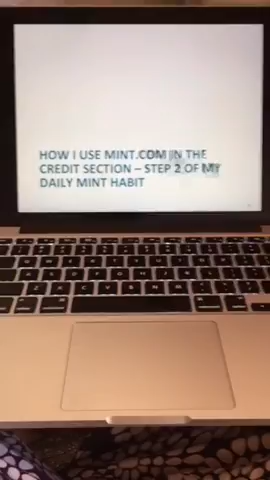 HOW I USE MINT.COM IN THE
CREDIT SECTION – STEP 2 OF MY
DAILY MINT HABIT